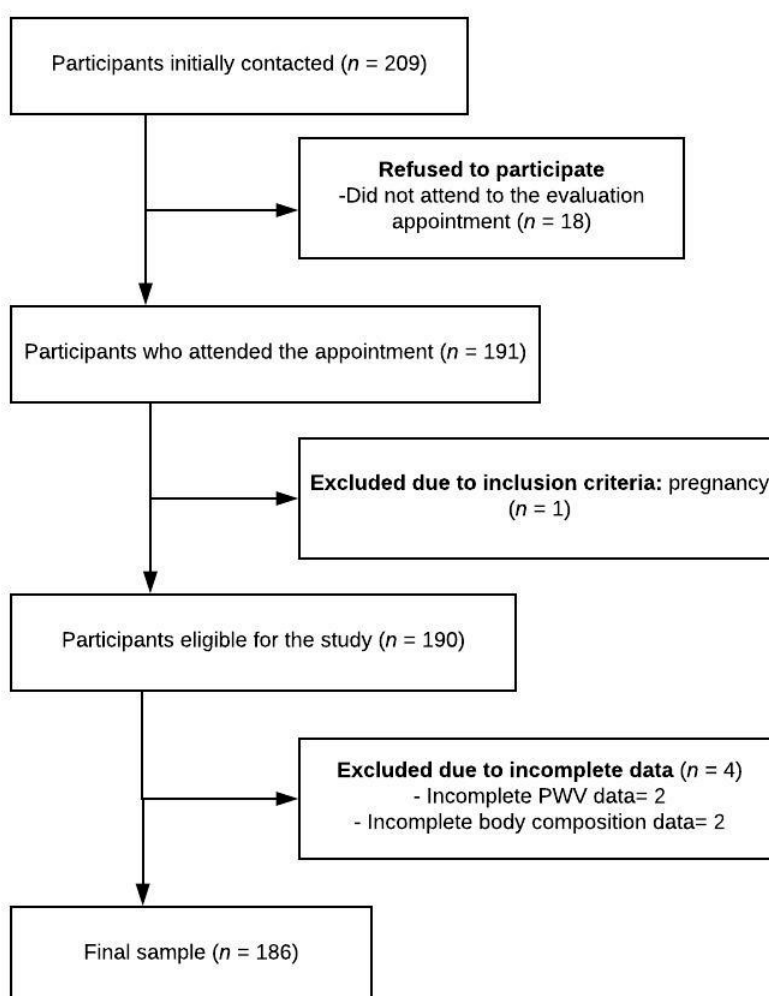 Participants initially contacted (n = 209)
Refused to participate
-Did not attend to the evaluation
appointment (n = 18)
Participants who attended the appointment (n = 191)
Excluded due to inclusion criteria: pregnancy
(n = 1)
Participants eligible for the study (n = 190)
Excluded due to incomplete data (n = 4)
- Incomplete PWV data= 2
- Incomplete body composition data= 2
Final sample (n = 186)